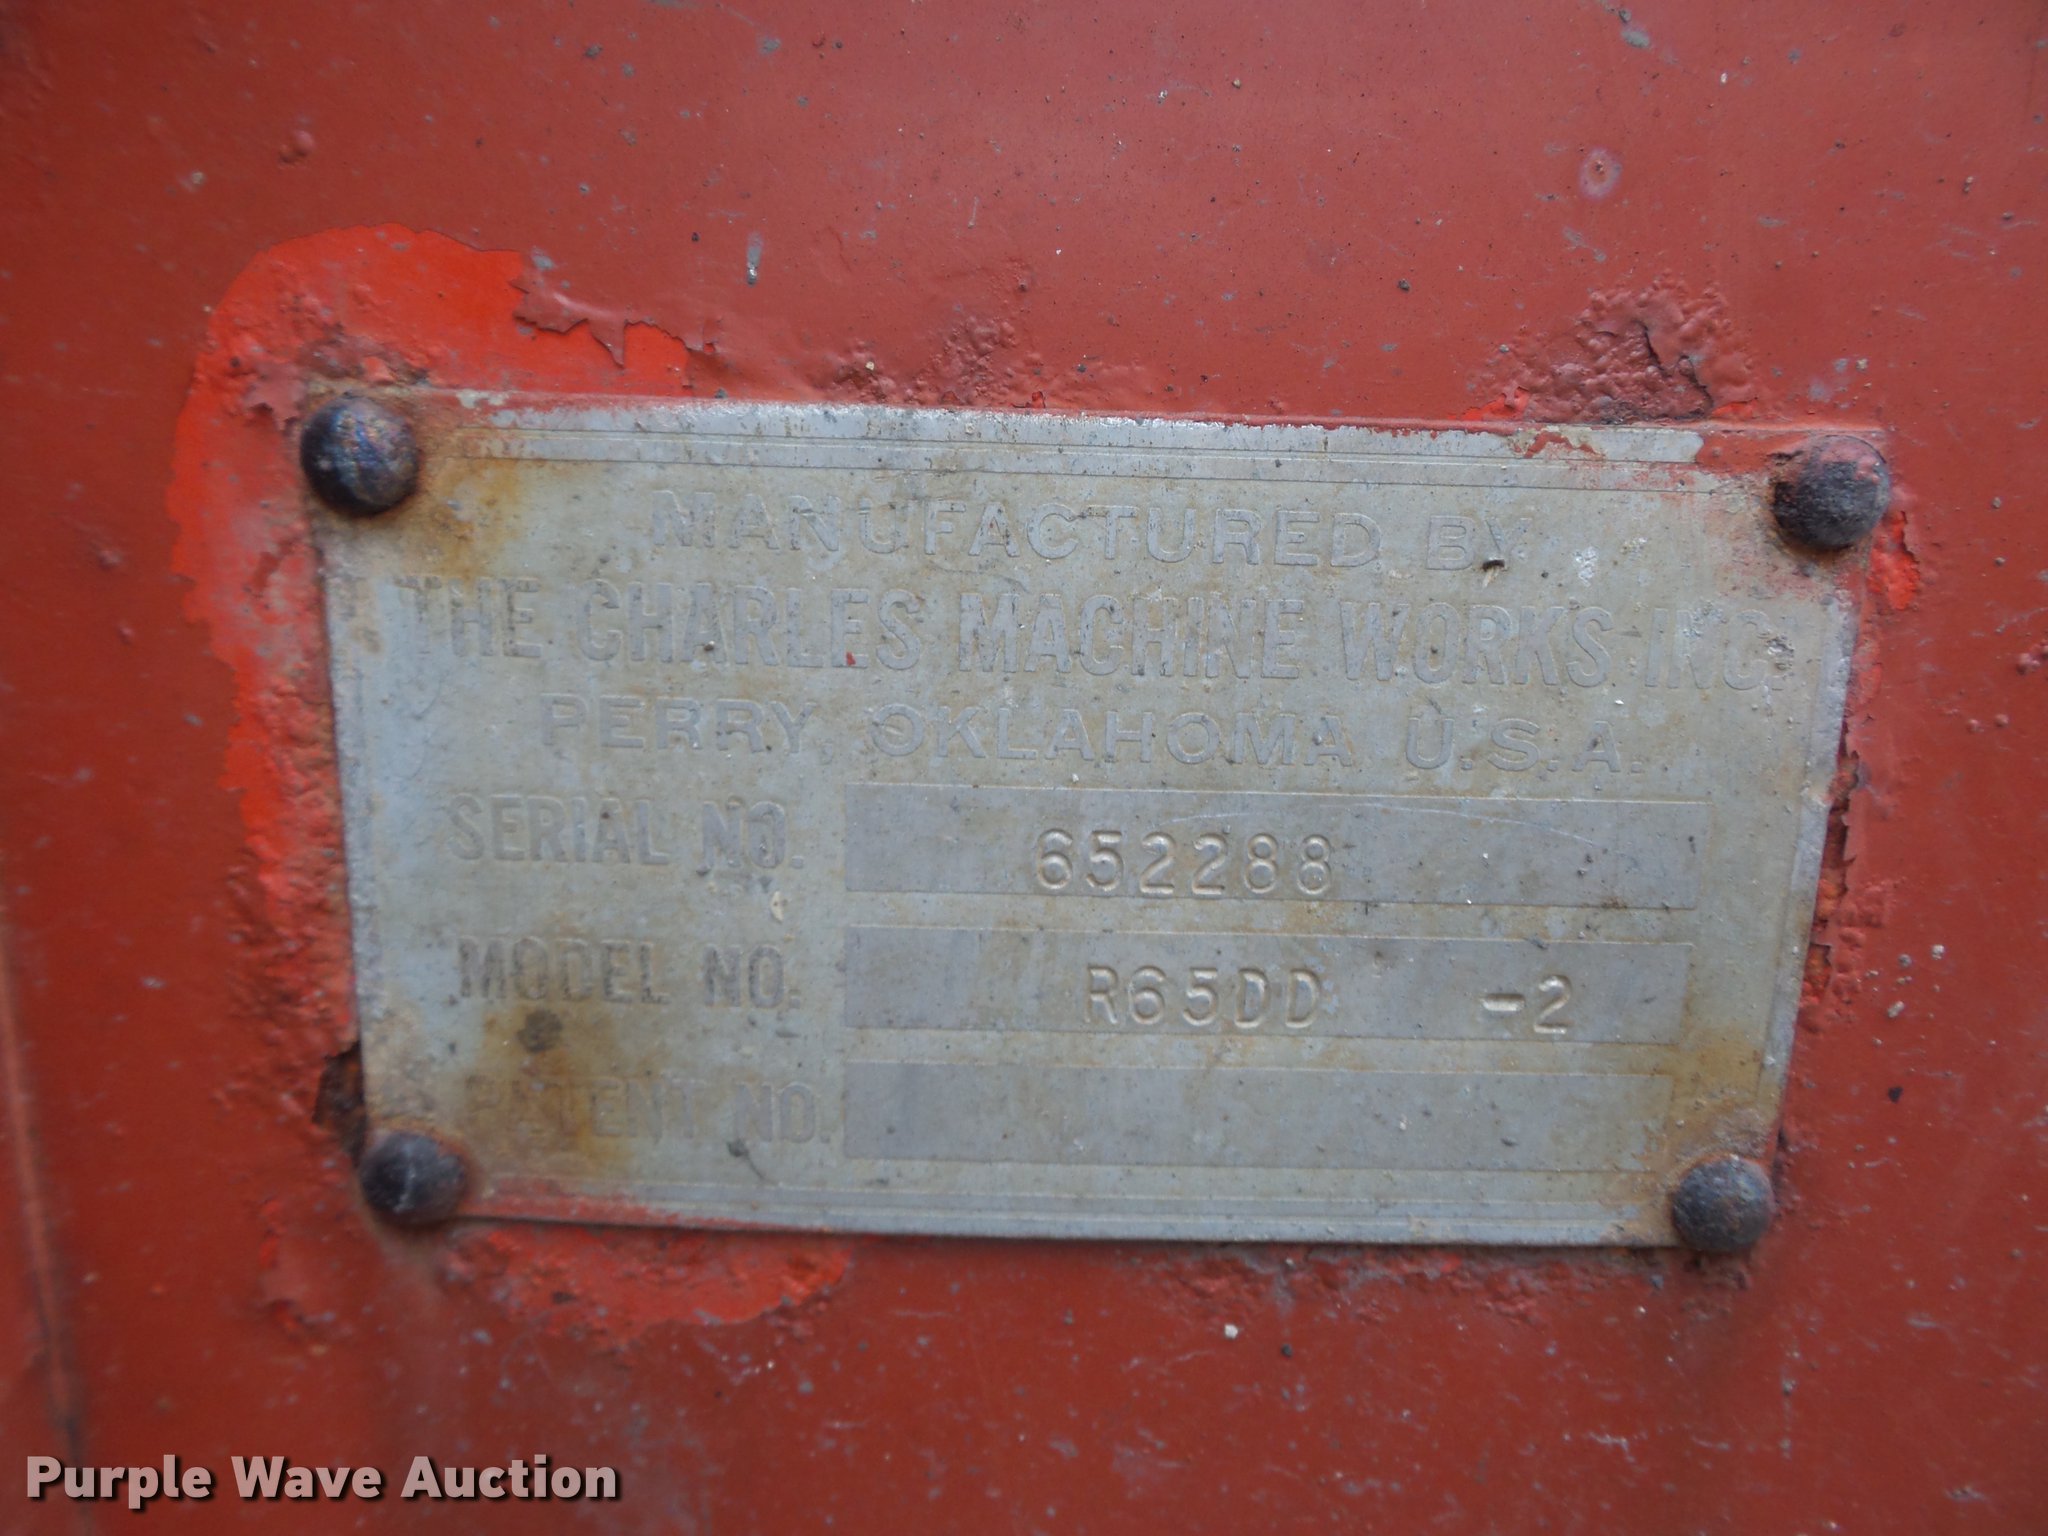 MANUFACTURED BY
THE CHARLES MACHINE WORKS INC.
PERRY, OKLAHOMA U.S.A.
SERIAL NO. 652288
MODEL NO. R65DD -2
PATENT NO.
Purple Wave Auction